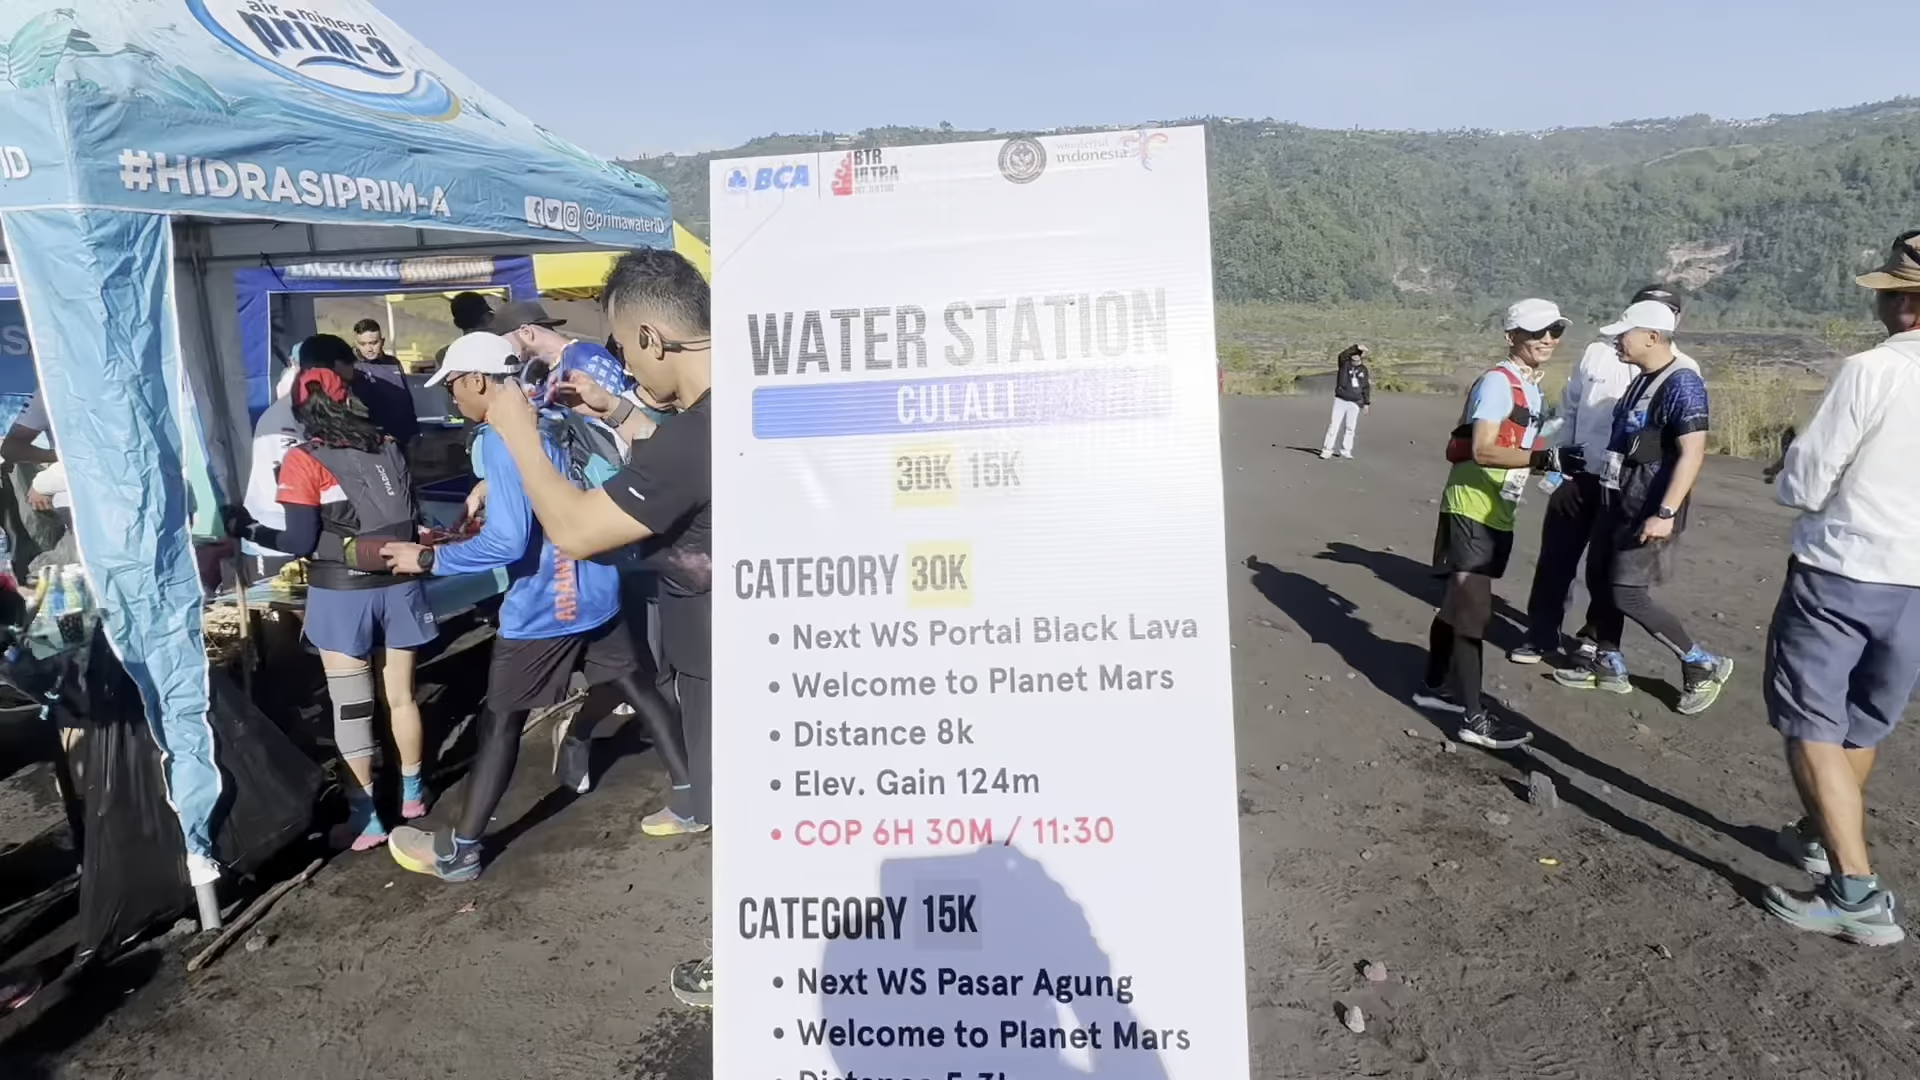 air mineral
prim-a
#HIDRASIPRIM-A
@primawaterID
BCA
BTR
ULTRA
wonderful
indonesia
WATER STATION
CULALI
30K 15K
CATEGORY 30K
• Next WS Portal Black Lava
• Welcome to Planet Mars
• Distance 8k
• Elev. Gain 124m
• COP 6H 30M / 11:30
CATEGORY 15K
• Next WS Pasar Agung
• Welcome to Planet Mars
EVADICT